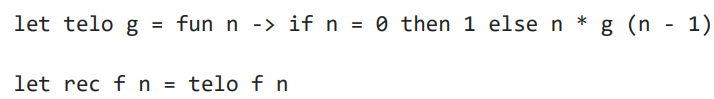 let telo g = fun n -> if n = 0 then 1 else n * g (n - 1)
let rec f n = telo f n